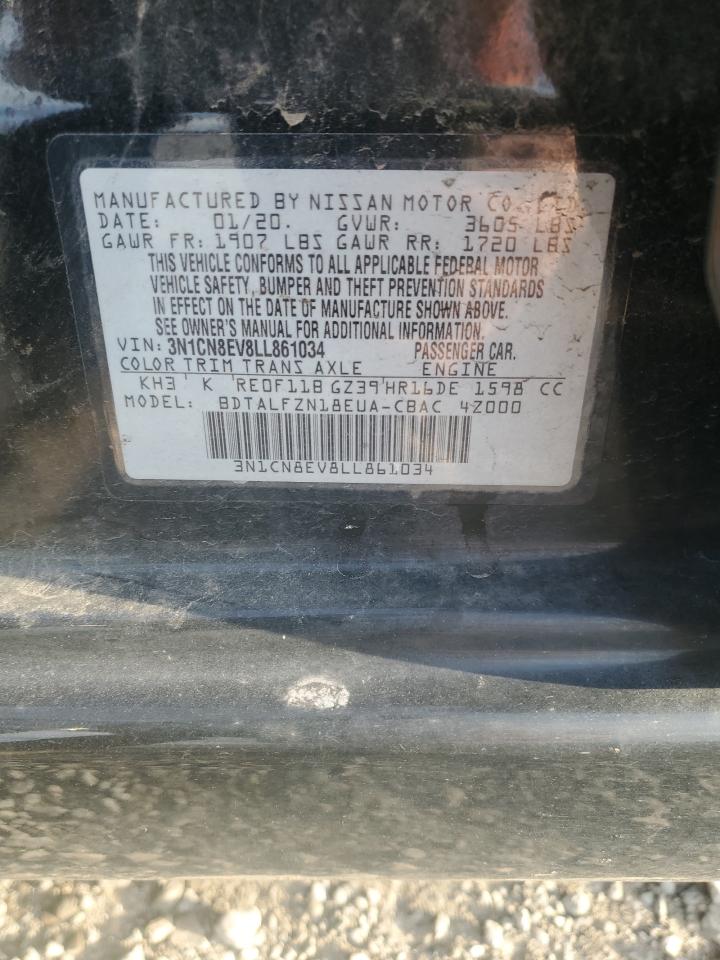 MANUFACTURED BY NISSAN MOTOR CO., LTD.
DATE: 01/20. GVWR: 3605 LBS
GAWR FR: 1907 LBS GAWR RR: 1720 LBS
THIS VEHICLE CONFORMS TO ALL APPLICABLE FEDERAL MOTOR
VEHICLE SAFETY, BUMPER AND THEFT PREVENTION STANDARDS
IN EFFECT ON THE DATE OF MANUFACTURE SHOWN ABOVE.
SEE OWNER'S MANUAL FOR ADDITIONAL INFORMATION.
VIN: 3N1CN8EV8LL861034 PASSENGER CAR.
COLOR TRIM TRANS AXLE ENGINE
KH3 K RE0F11B GZ39 HR16DE 1598 CC
MODEL: BDTALFZN18EUA-CBAC 4Z000
3N1CN8EV8LL861034